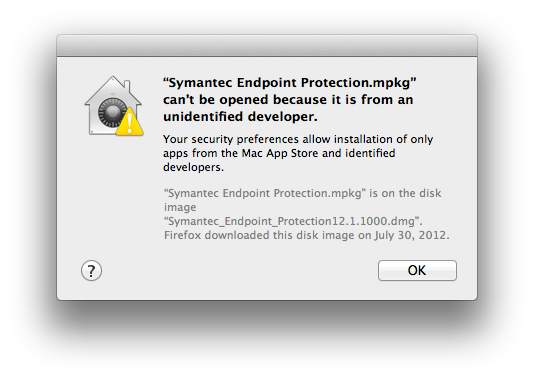 “Symantec Endpoint Protection.mpkg”
can’t be opened because it is from an
unidentified developer.
Your security preferences allow installation of only
apps from the Mac App Store and identified
developers.
“Symantec Endpoint Protection.mpkg” is on the disk
image
“Symantec_Endpoint_Protection12.1.1000.dmg”.
Firefox downloaded this disk image on July 30, 2012.
? OK